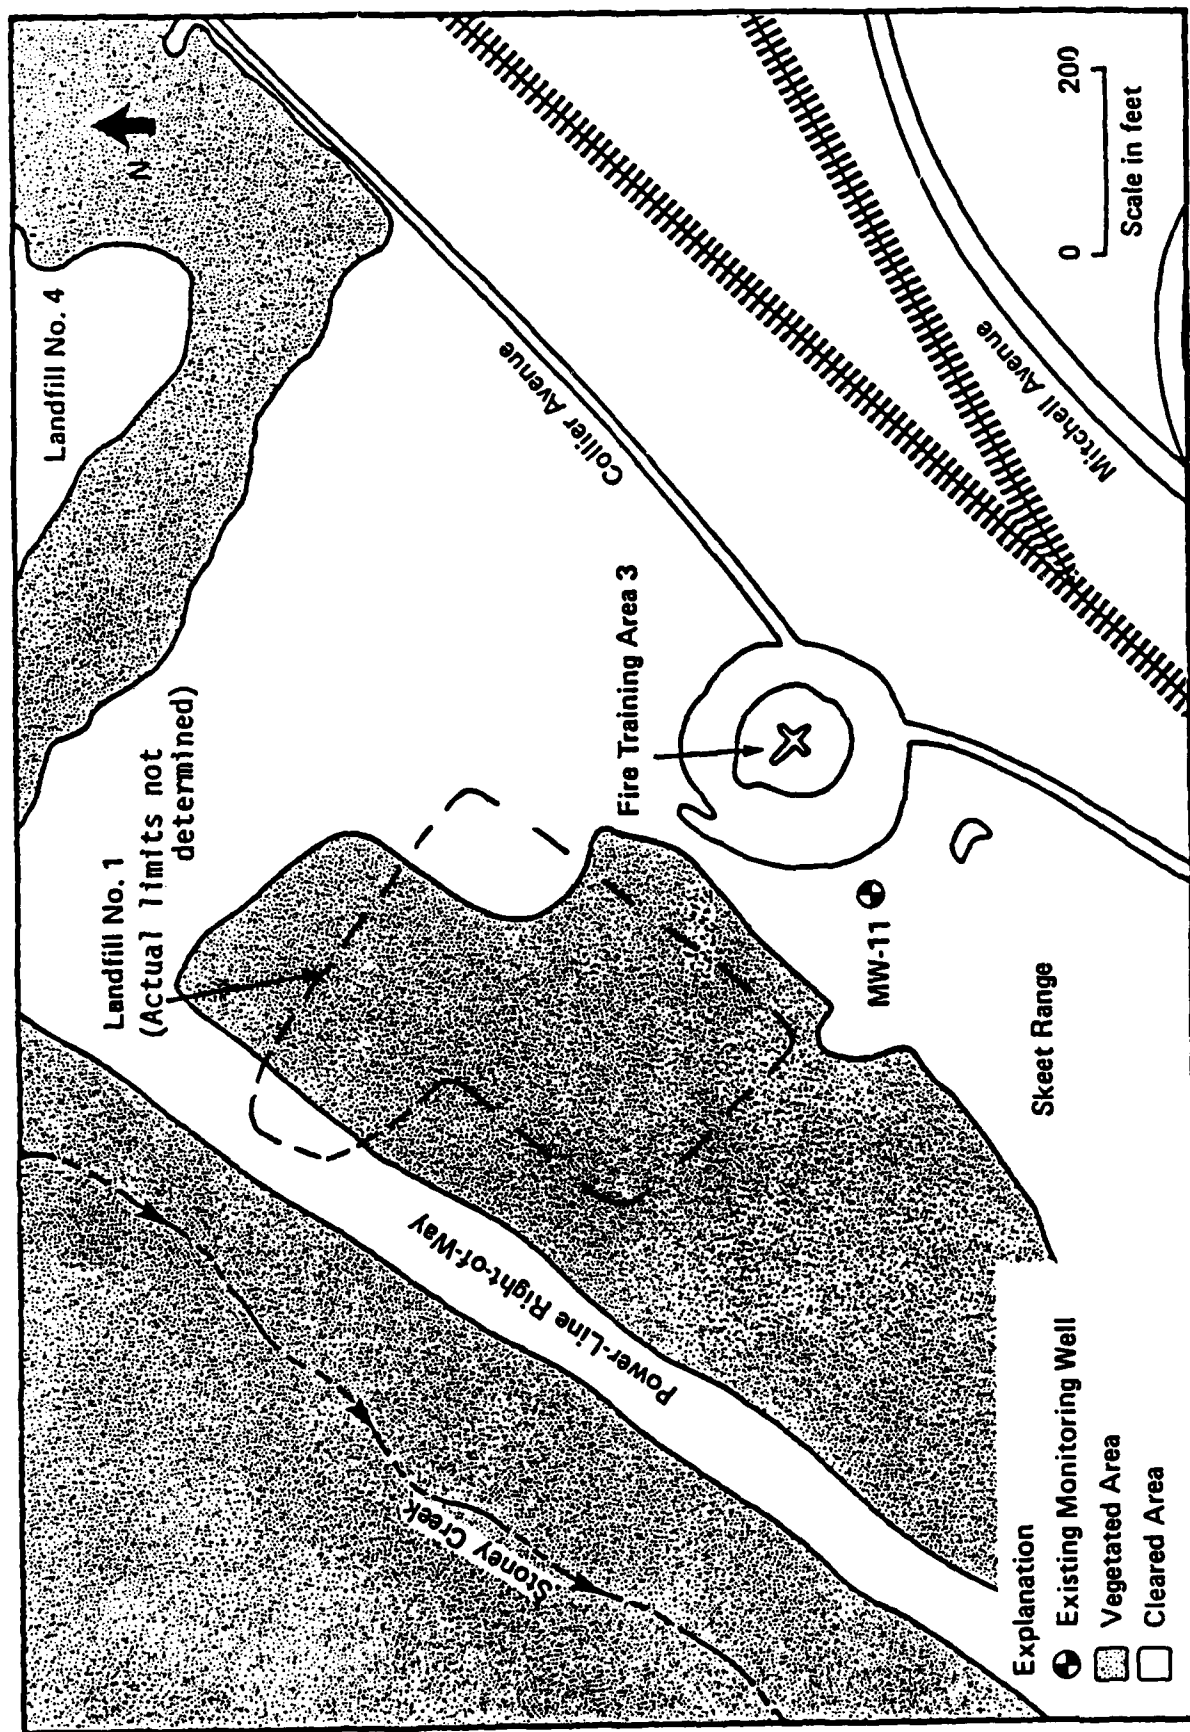 Landfill No. 4
N
Landfill No. 1
(Actual limits not
determined)
Collier Avenue
Fire Training Area 3
Mitchell Avenue
0 200
Scale in feet
Power-Line Right-of-Way
Stoney Creek
MW-11
Skeet Range
Explanation
Existing Monitoring Well
Vegetated Area
Cleared Area